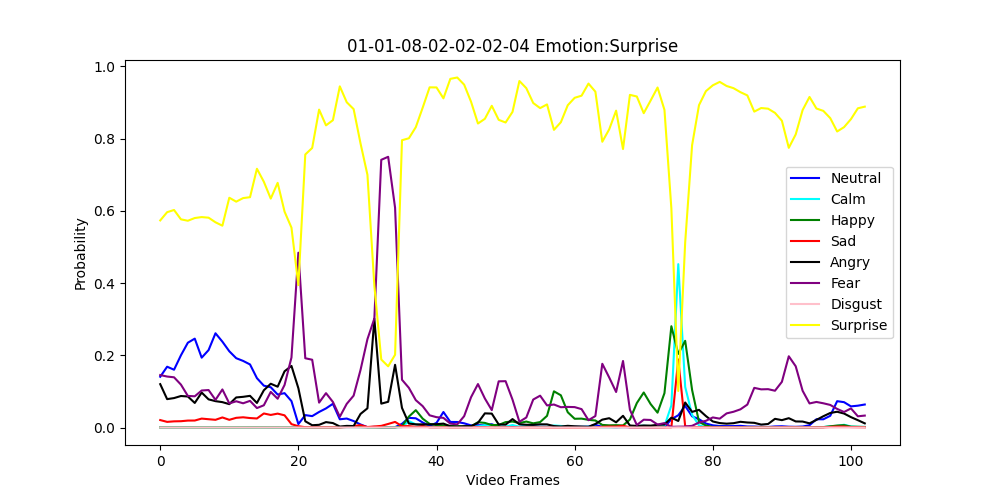 01-01-08-02-02-02-04 Emotion:Surprise
1.0
0.8
0.6
0.4
0.2
0.0
Probability
0 20 40 60 80 100
Video Frames
Neutral
Calm
Happy
Sad
Angry
Fear
Disgust
Surprise